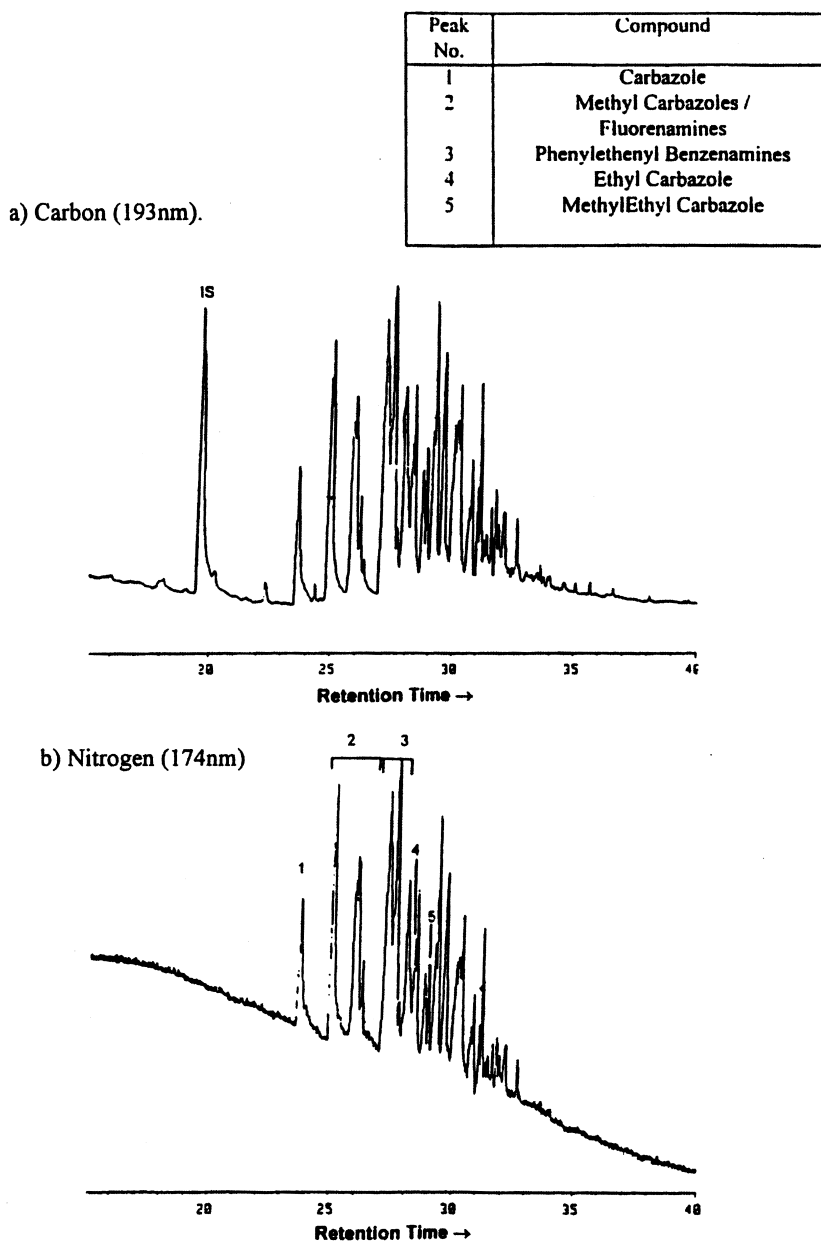 Peak No. Compound
1 Carbazole
2 Methyl Carbazoles /
Fluorenamines
3 Phenylethenyl Benzenamines
4 Ethyl Carbazole
5 MethylEthyl Carbazole
a) Carbon (193nm).
IS
20 25 30 35 40
Retention Time →
b) Nitrogen (174nm)
2 3
1
4
5
20 25 30 35 40
Retention Time →